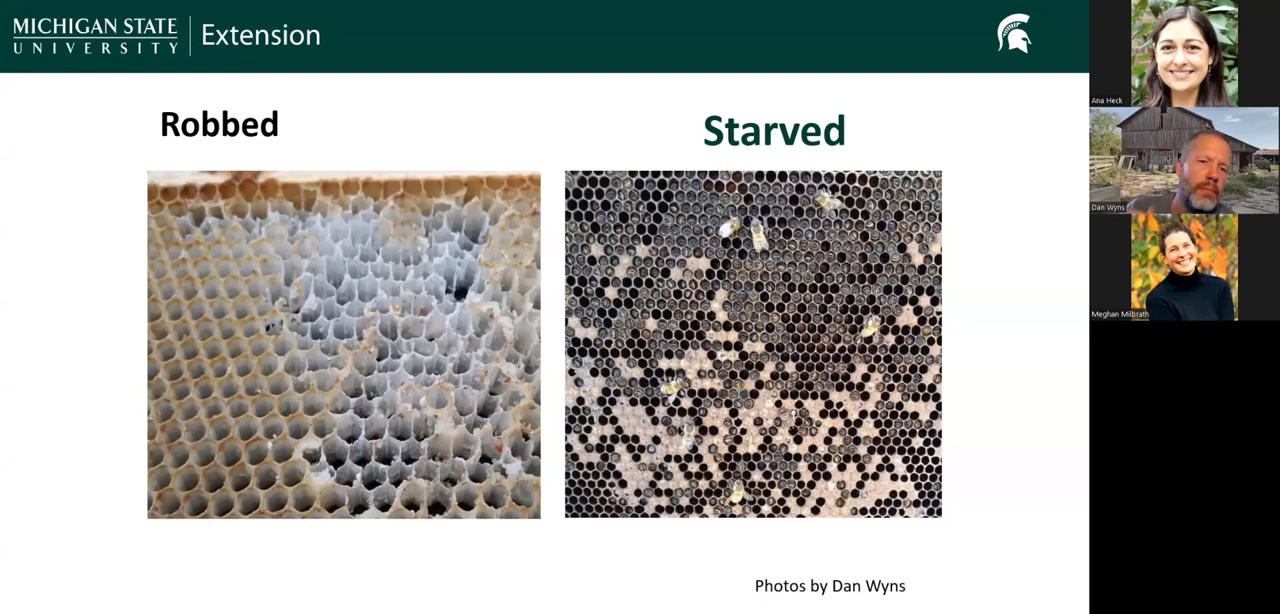 MICHIGAN STATE
UNIVERSITY
Extension
Robbed
Starved
Photos by Dan Wyns
Ana Heck
Dan Wyns
Meghan Milbrath